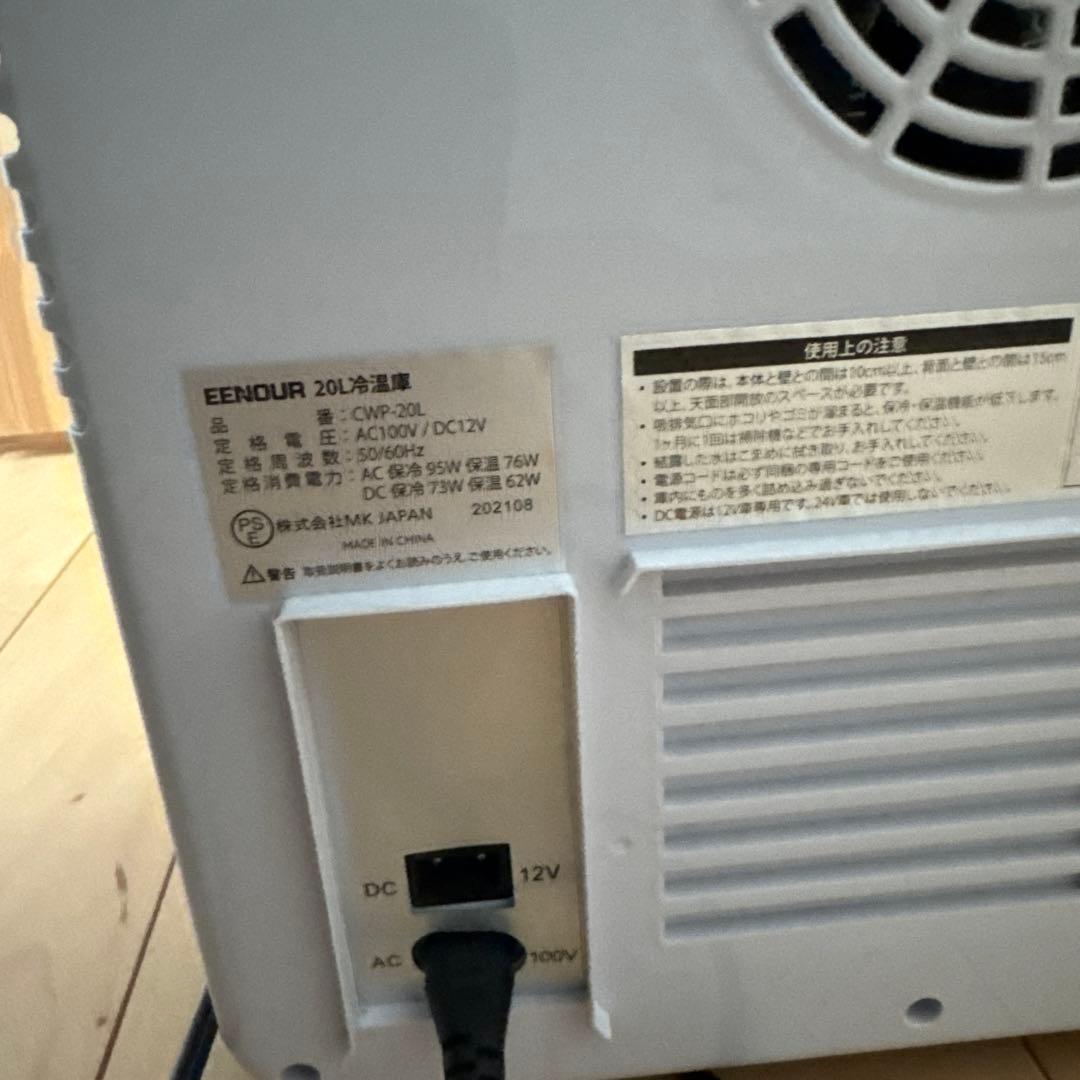 EENOUR 20L冷温庫
品番：CWP-20L
定格電圧：AC100V / DC12V
定格周波数：50/60Hz
定格消費電力：AC 保冷 95W 保温 76W
DC 保冷 73W 保温 62W
PSE
株式会社MK JAPAN 202108
MADE IN CHINA
警告 取扱説明書をよくお読みのうえ、ご使用ください。
使用上の注意
• 設置の際は、本体と壁との間は10cm以上、背面と壁との間は15cm
以上、天面部開放のスペースが必要です。
• 吸排気口にホコリやゴミが溜まると、保冷・保温機能が低下します。
1ヶ月に1回は掃除機などでお手入れしてください。
• 結露した水はこまめに拭き取り、お手入れしてください。
• 電源コードは必ず同梱の専用コードをご使用ください。
• 庫内にものを多く詰め込み過ぎないでください。
• DC電源は12V車専用です。24V車では使用しないでください。
DC 12V
AC 100V